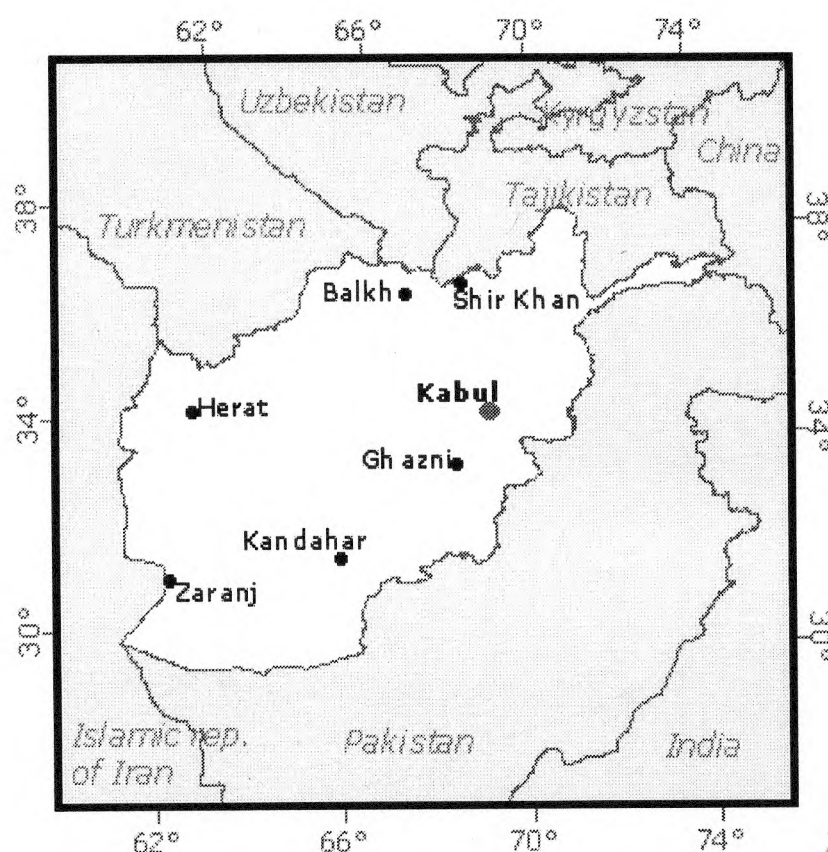 62° 66° 70° 74°
Uzbekistan
Kyrgyzstan
China
38°
Tajikistan
38°
Turkmenistan
Balkh
Shir Khan
Kabul
Herat
34°
34°
Ghazni
Kandahar
Zaranj
30°
30°
Islamic rep.
of Iran
Pakistan
India
62° 66° 70° 74°